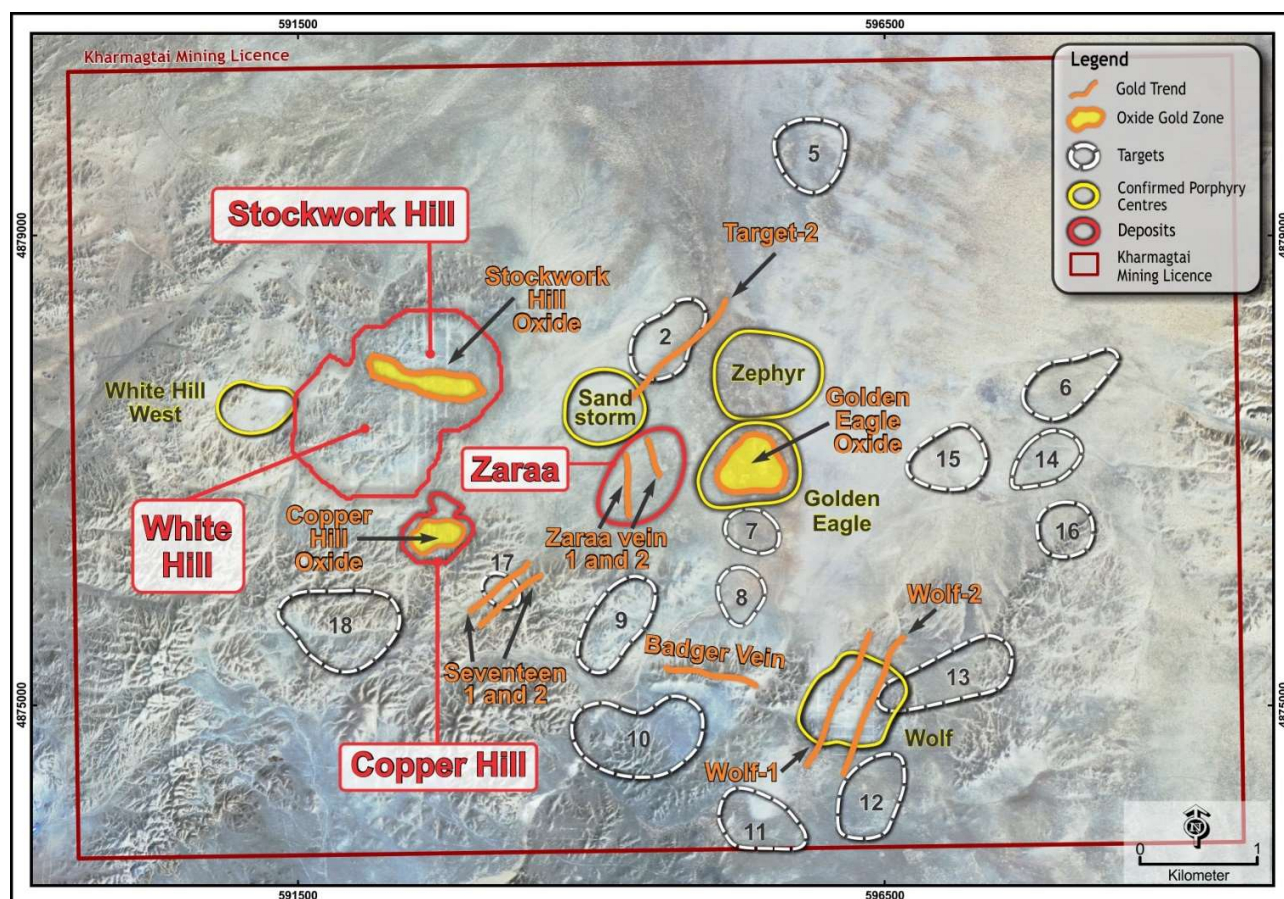 591500
596500
Kharmagtai Mining Licence
Legend
Gold Trend
Oxide Gold Zone
Targets
Confirmed Porphyry
Centres
Deposits
Kharmagtai
Mining Licence
5
4879000
4879000
Stockwork Hill
Target-2
Stockwork
Hill
Oxide
2
Zephyr
6
White Hill
West
Sand
storm
Golden
Eagle
Oxide
Zaraa
15
14
White
Hill
Copper
Hill
Oxide
Zaraa vein
1 and 2
Golden
Eagle
7
16
17
8
18
9
Wolf-2
Badger Vein
Seventeen
1 and 2
13
4875000
4875000
10
Wolf
Copper Hill
Wolf-1
12
11
N
0
1
Kilometer
591500
596500